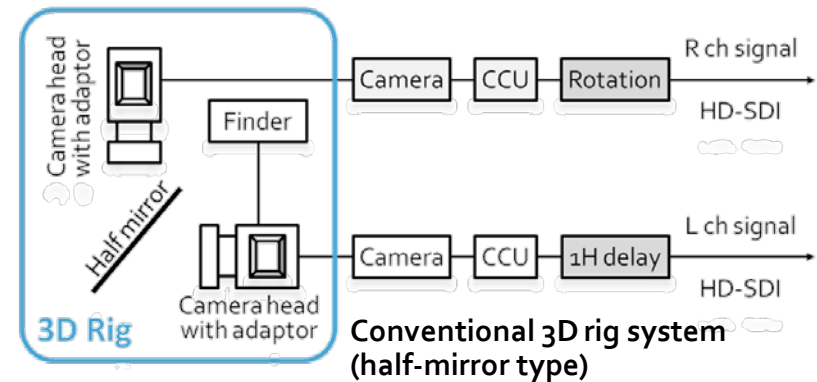 Camera head
with adaptor
Camera
CCU
Rotation
R ch signal
HD-SDI
Finder
Half mirror
Camera head
with adaptor
Camera
CCU
1H delay
L ch signal
HD-SDI
3D Rig
Conventional 3D rig system
(half-mirror type)